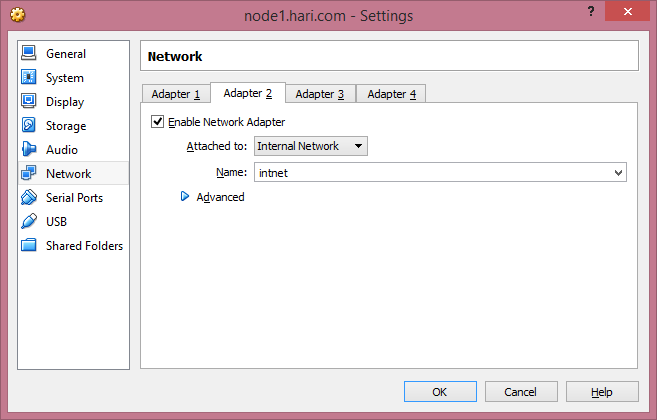 node1.hari.com - Settings
?
General
System
Display
Storage
Audio
Network
Serial Ports
USB
Shared Folders
Network
Adapter 1 Adapter 2 Adapter 3 Adapter 4
Enable Network Adapter
Attached to: Internal Network
Name: intnet
Advanced
OK Cancel Help